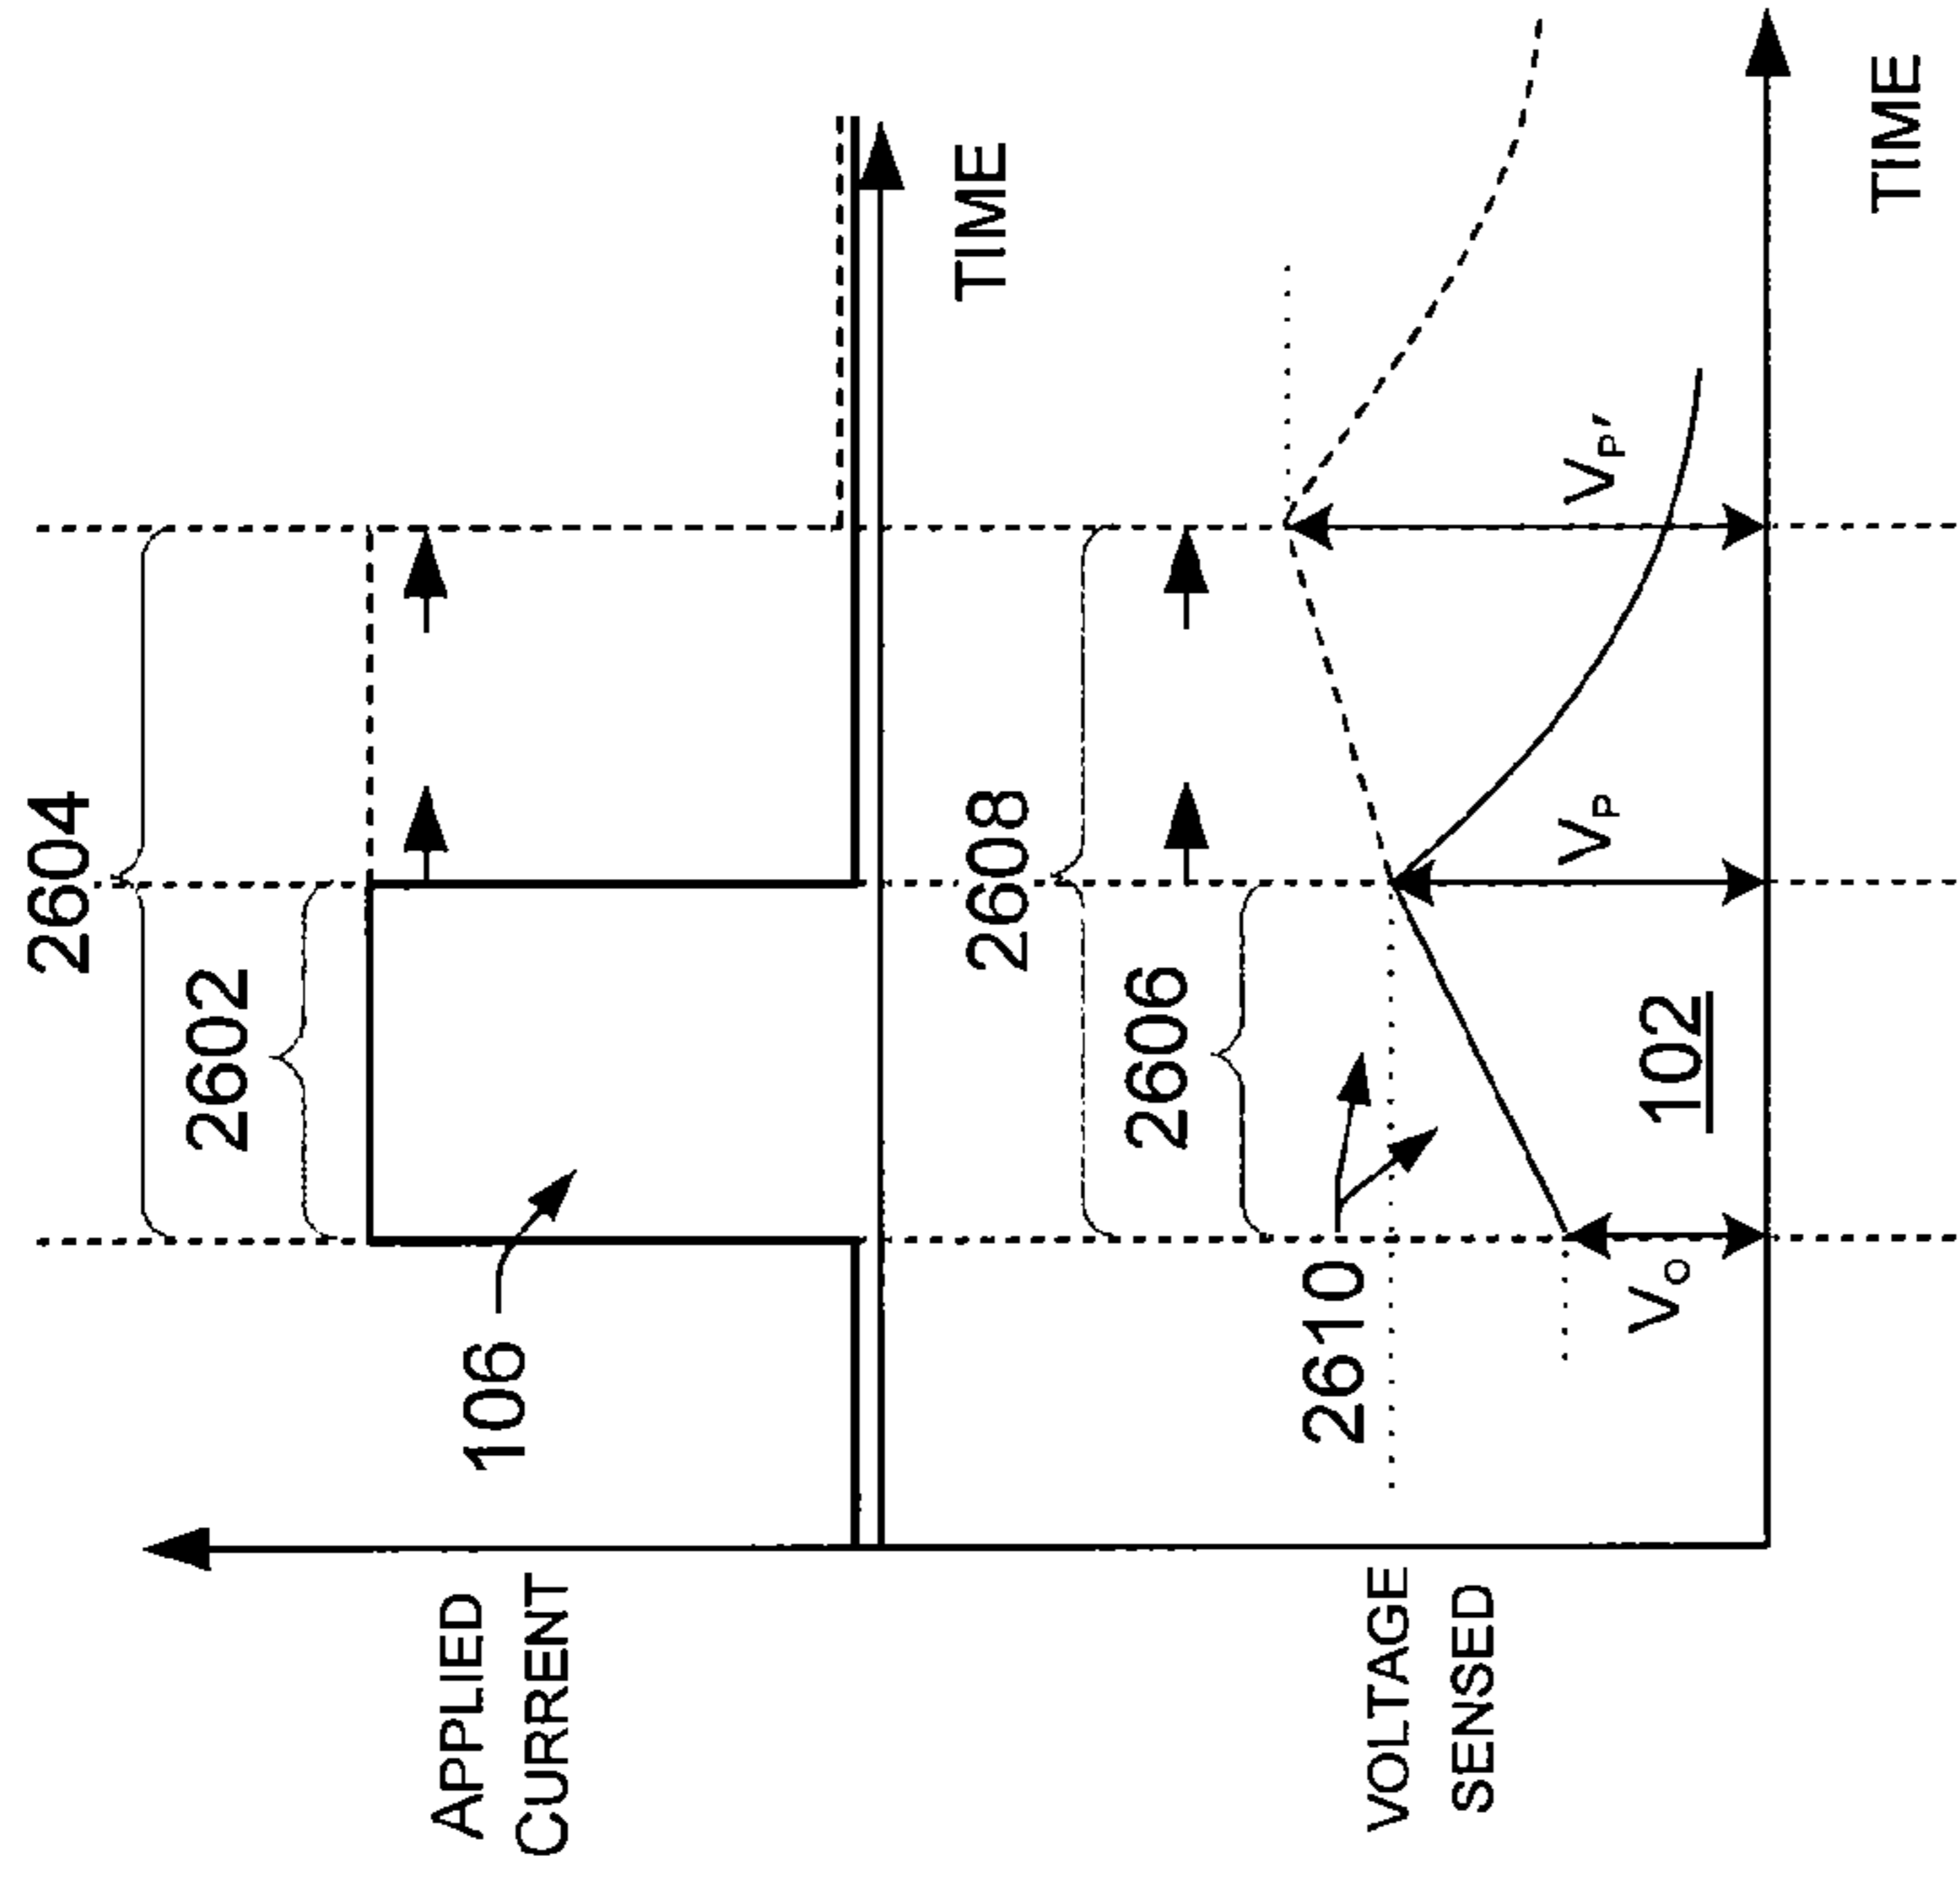 2604
2602
106
APPLIED
CURRENT
TIME
2608
2606
2610
VOLTAGE
SENSED
V_O
V_P
V_P'
102
TIME